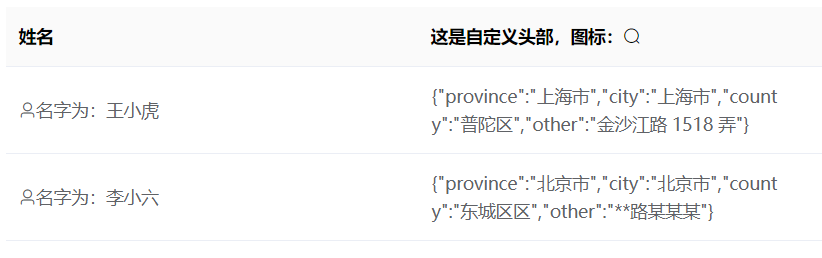 姓名
这是自定义头部，图标：
名字为：王小虎
{"province":"上海市","city":"上海市","count
y":"普陀区","other":"金沙江路 1518 弄"}
名字为：李小六
{"province":"北京市","city":"北京市","count
y":"东城区区","other":"**路某某某"}